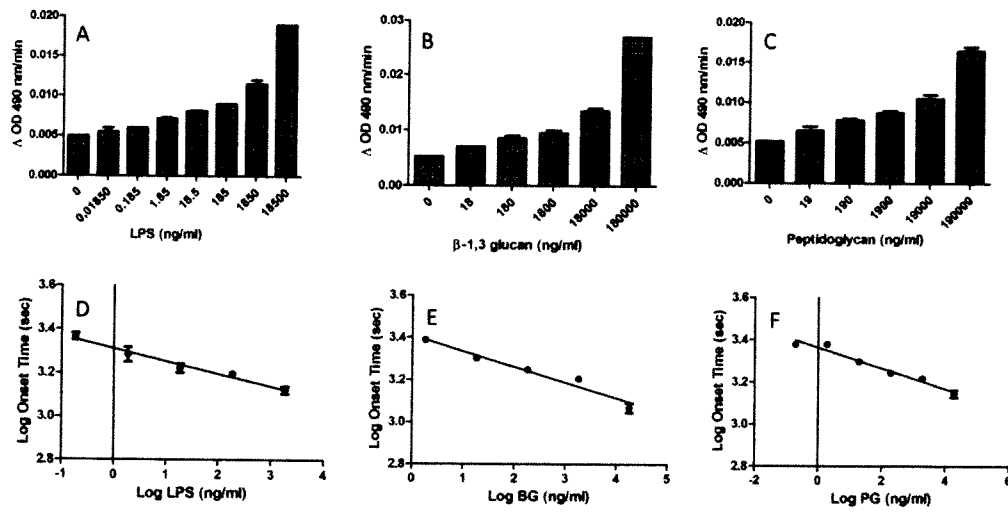 A
Δ OD 490 nm/min
0.020
0.015
0.010
0.005
0.000
0
0.01850
0.185
1.85
18.5
185
1850
18500
LPS (ng/ml)
B
Δ OD 490 nm/min
0.03
0.02
0.01
0.00
0
18
180
1800
18000
180000
β-1,3 glucan (ng/ml)
C
Δ OD 490 nm/min
0.020
0.015
0.010
0.005
0.000
0
19
190
1900
19000
190000
Peptidoglycan (ng/ml)
D
Log Onset Time (sec)
3.6
3.4
3.2
3.0
2.8
-1 0 1 2 3 4
Log LPS (ng/ml)
E
Log Onset Time (sec)
3.6
3.4
3.2
3.0
2.8
0 1 2 3 4 5
Log BG (ng/ml)
F
Log Onset Time (sec)
3.6
3.4
3.2
3.0
2.8
-2 0 2 4 6
Log PG (ng/ml)